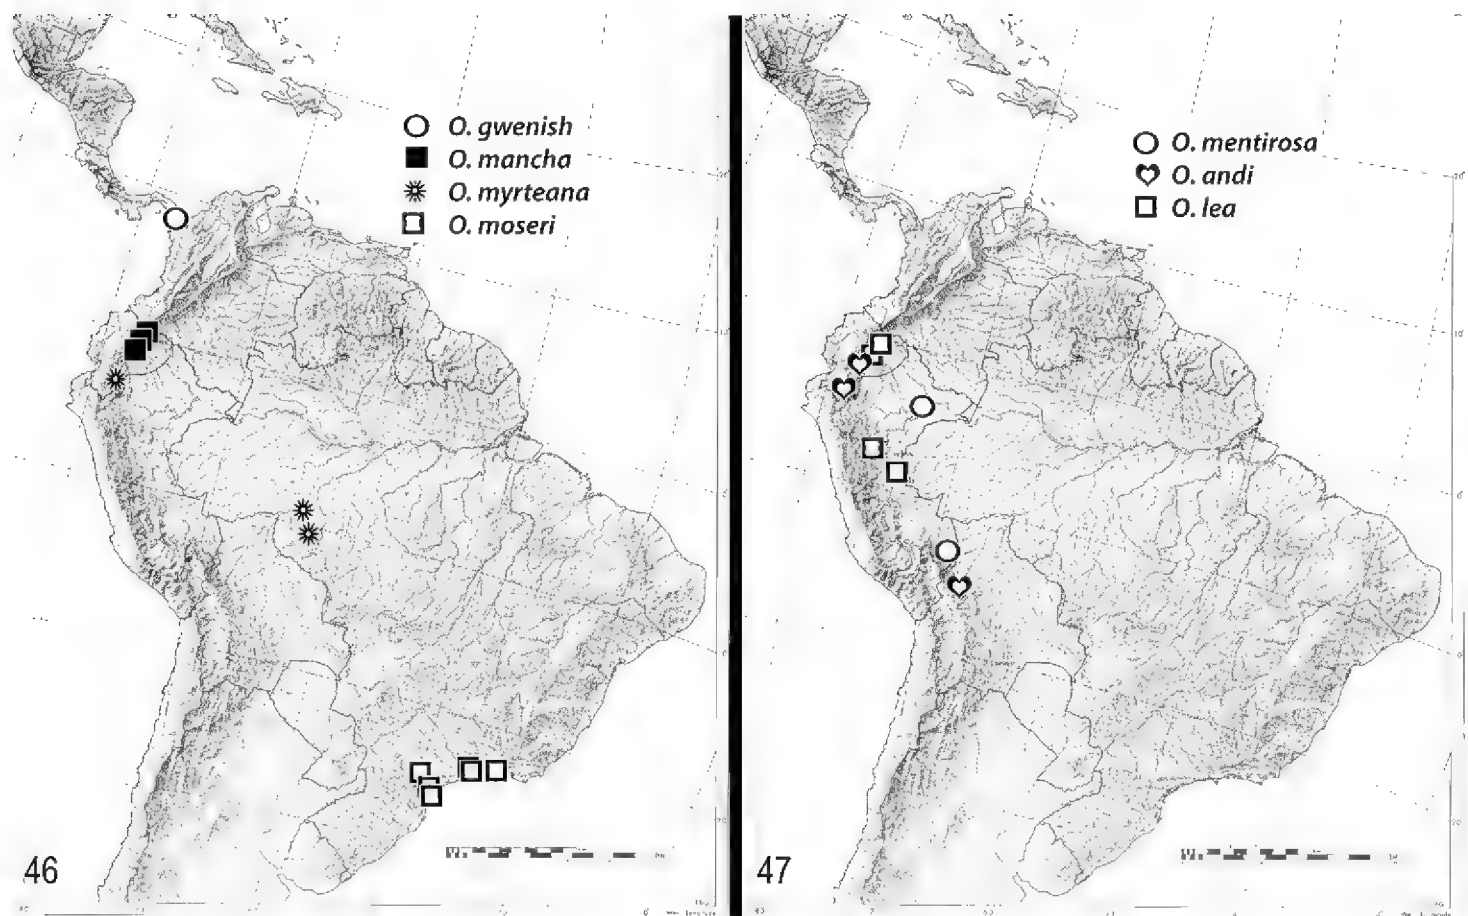 O. gwenish
O. mancha
O. myrteana
O. moseri
46
O. mentirosa
O. andi
O. lea
47